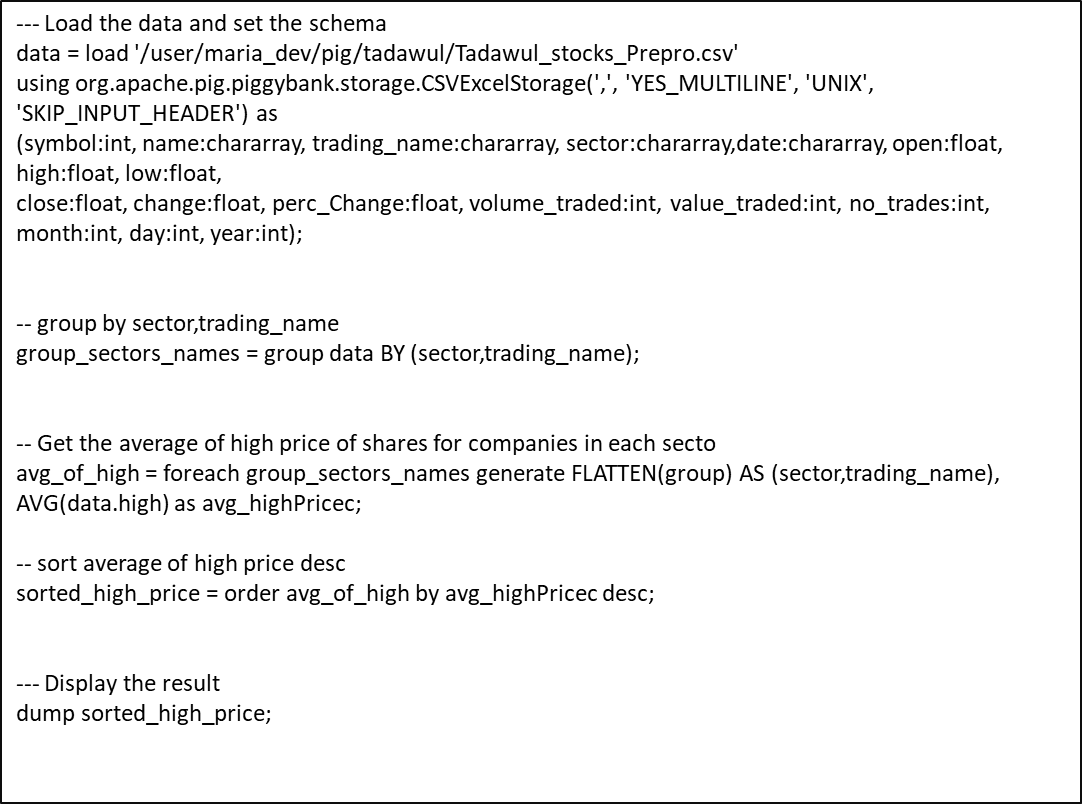 --- Load the data and set the schema
data = load '/user/maria_dev/pig/tadawul/Tadawul_stocks_Prepro.csv'
using org.apache.pig.piggybank.storage.CSVExcelStorage(',', 'YES_MULTILINE', 'UNIX',
'SKIP_INPUT_HEADER') as
(symbol:int, name:chararray, trading_name:chararray, sector:chararray,date:chararray, open:float,
high:float, low:float,
close:float, change:float, perc_Change:float, volume_traded:int, value_traded:int, no_trades:int,
month:int, day:int, year:int);
-- group by sector,trading_name
group_sectors_names = group data BY (sector,trading_name);
-- Get the average of high price of shares for companies in each secto
avg_of_high = foreach group_sectors_names generate FLATTEN(group) AS (sector,trading_name),
AVG(data.high) as avg_highPricec;
-- sort average of high price desc
sorted_high_price = order avg_of_high by avg_highPricec desc;
--- Display the result
dump sorted_high_price;